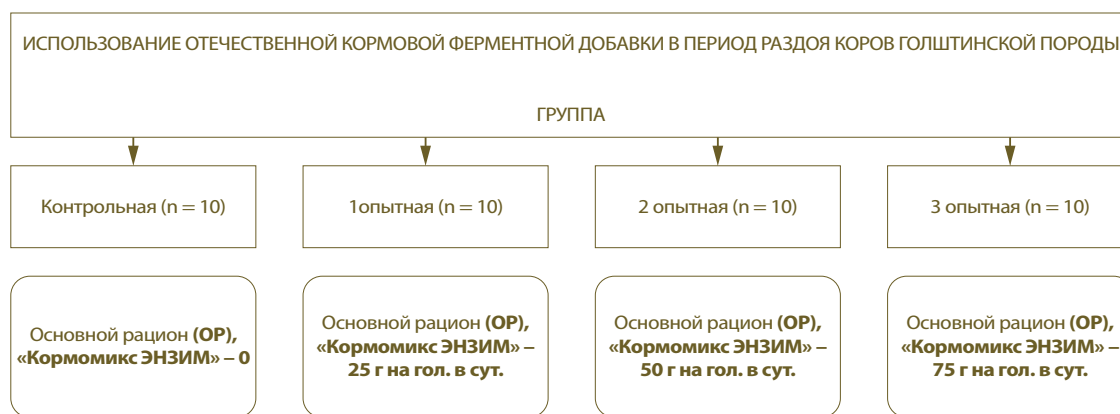 ИСПОЛЬЗОВАНИЕ ОТЕЧЕСТВЕННОЙ КОРМОВОЙ ФЕРМЕНТНОЙ ДОБАВКИ В ПЕРИОД РАЗДОЯ КОРОВ ГОЛШТИНСКОЙ ПОРОДЫ
ГРУППА
Контрольная (n = 10)
1опытная (n = 10)
2 опытная (n = 10)
3 опытная (n = 10)
Основной рацион (ОР),
«Кормомикс ЭНЗИМ» – 0
Основной рацион (ОР),
«Кормомикс ЭНЗИМ» –
25 г на гол. в сут.
Основной рацион (ОР),
«Кормомикс ЭНЗИМ» –
50 г на гол. в сут.
Основной рацион (ОР),
«Кормомикс ЭНЗИМ» –
75 г на гол. в сут.